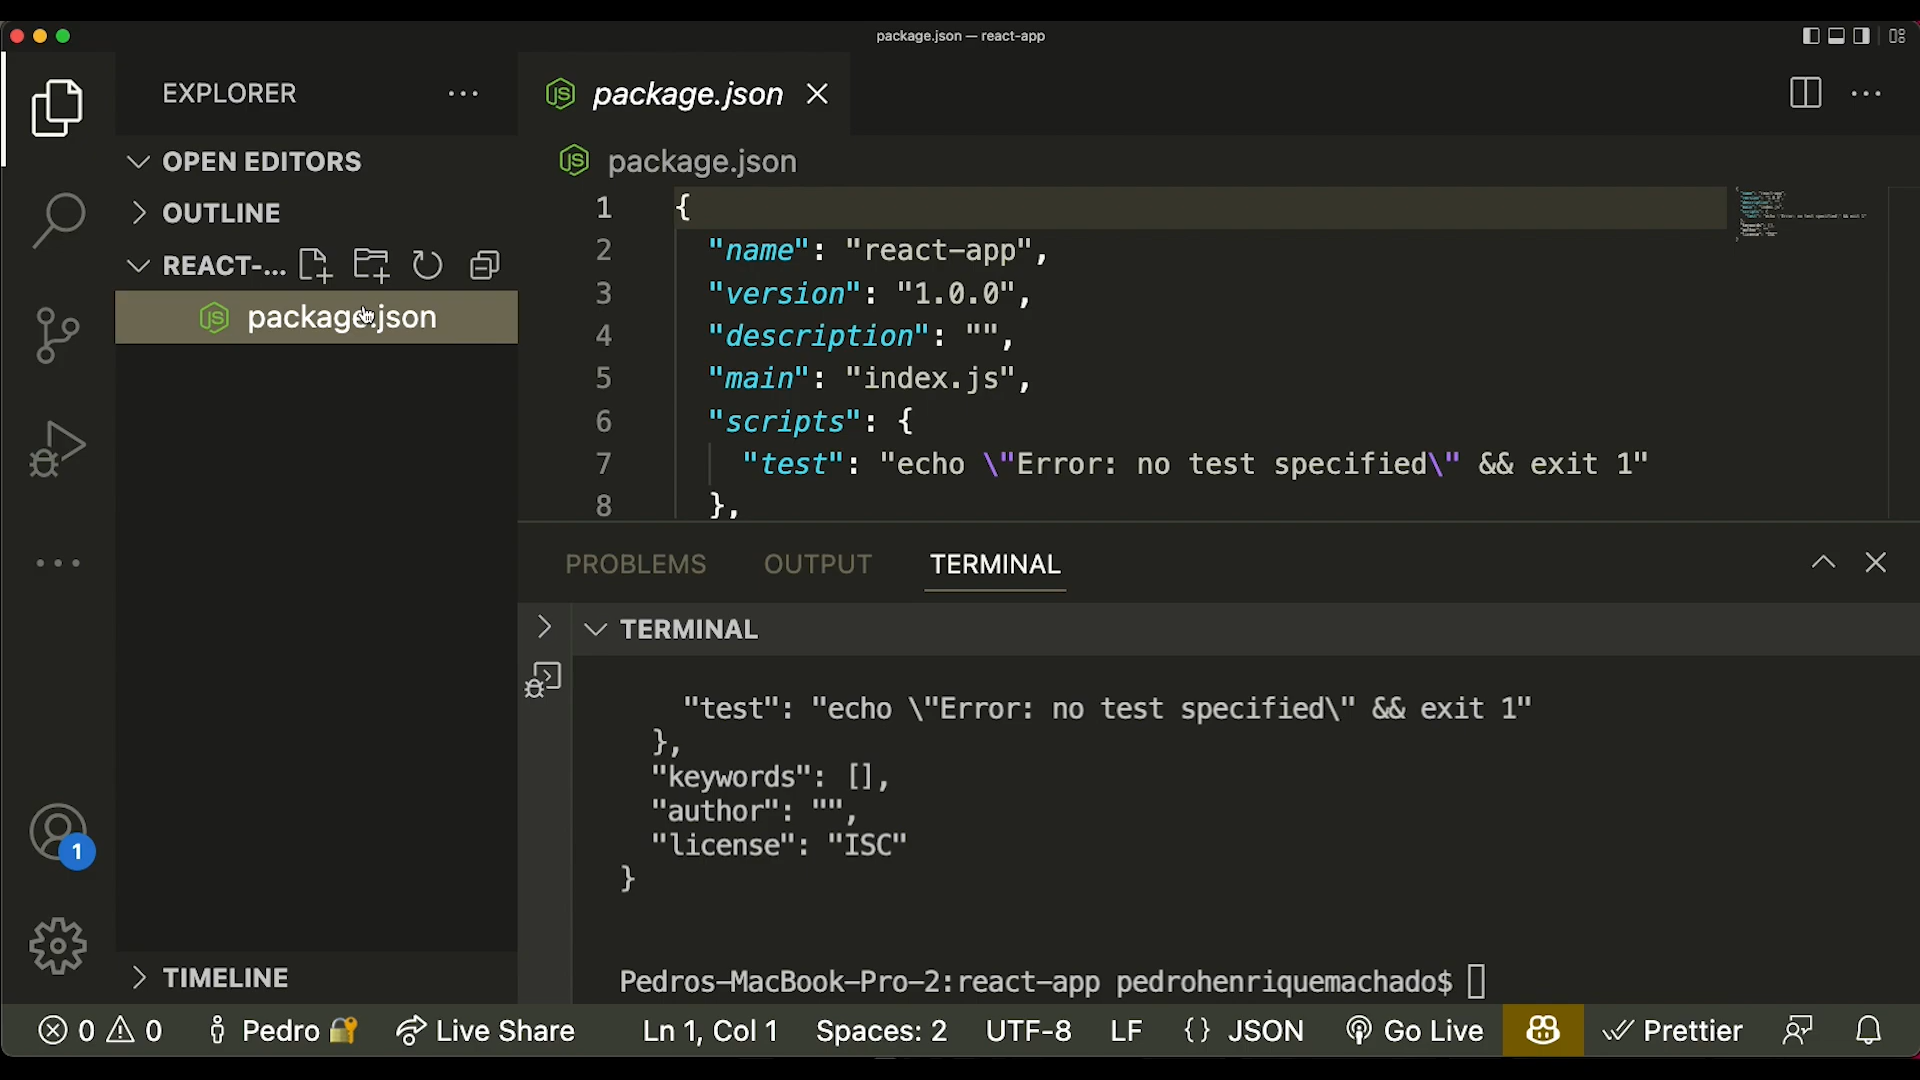 package.json — react-app
EXPLORER
OPEN EDITORS
OUTLINE
REACT-...
package.json
TIMELINE
package.json
package.json
1 {
2 "name": "react-app",
3 "version": "1.0.0",
4 "description": "",
5 "main": "index.js",
6 "scripts": {
7 "test": "echo \"Error: no test specified\" && exit 1"
8 },
PROBLEMS OUTPUT TERMINAL
TERMINAL
"test": "echo \"Error: no test specified\" && exit 1"
},
"keywords": [],
"author": "",
"license": "ISC"
}
Pedros-MacBook-Pro-2:react-app pedrohenriquemachado$
1
0 0 Pedro Live Share Ln 1, Col 1 Spaces: 2 UTF-8 LF {} JSON Go Live Prettier